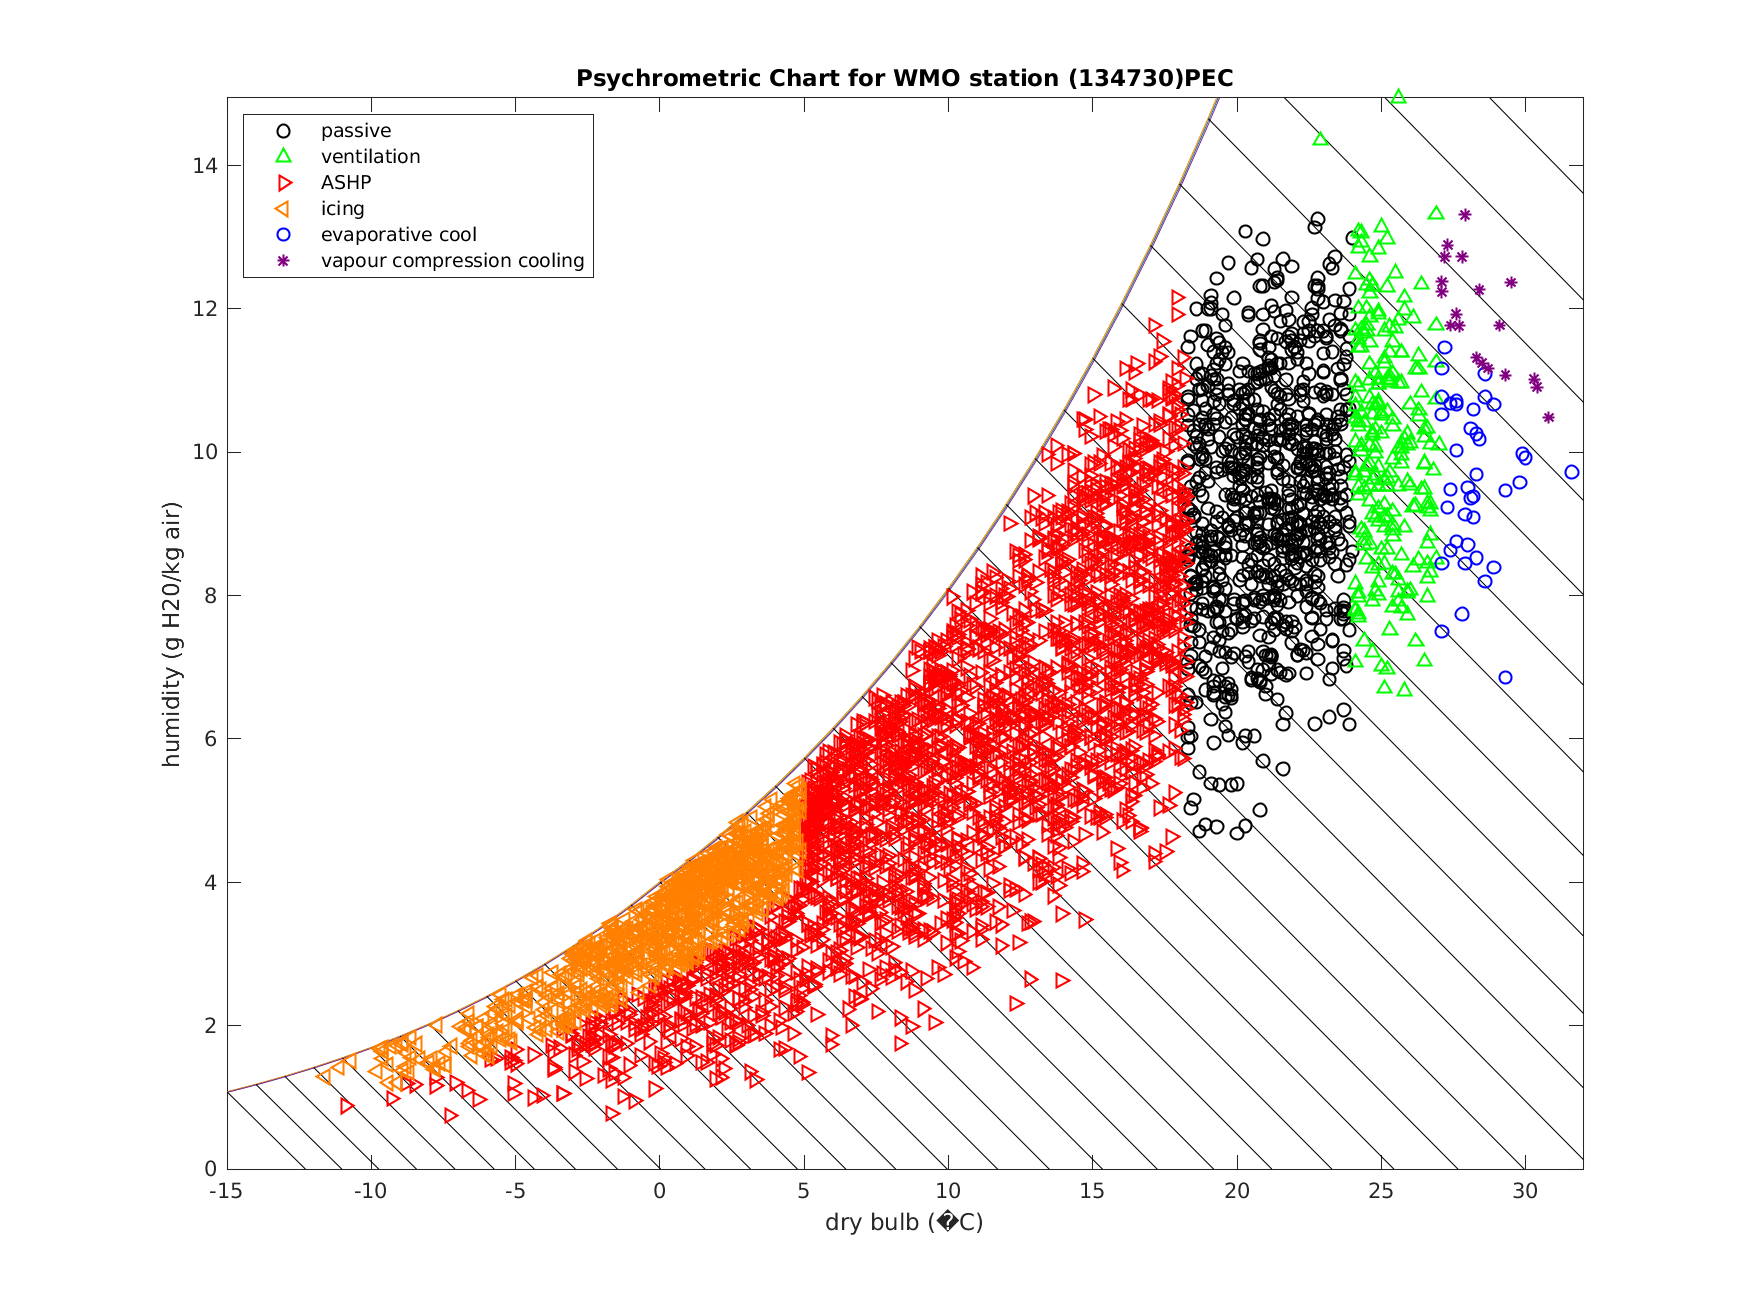 Psychrometric Chart for WMO station (134730)PEC
passive
ventilation
ASHP
icing
evaporative cool
vapour compression cooling
humidity (g H20/kg air)
14
12
10
8
6
4
2
0
-15 -10 -5 0 5 10 15 20 25 30
dry bulb (�C)